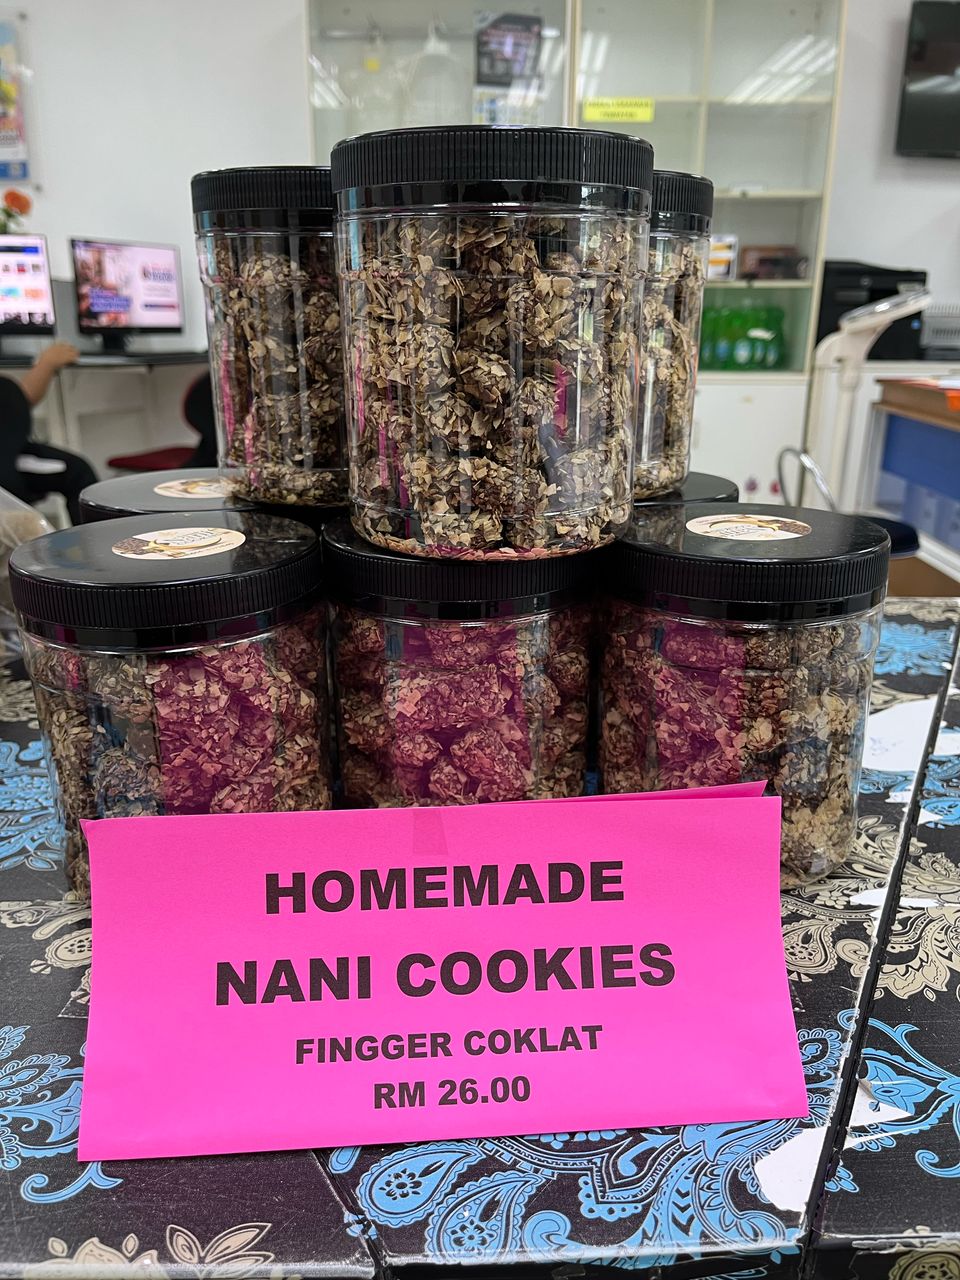 HOMEMADE
NANI COOKIES
FINGGER COKLAT
RM 26.00